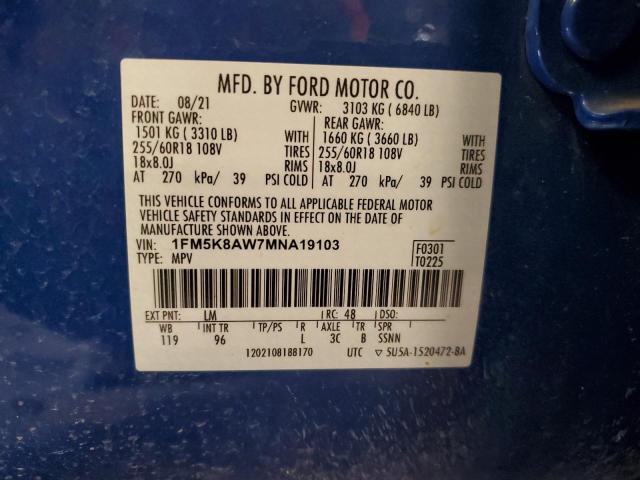 MFD. BY FORD MOTOR CO.
DATE: 08/21 GVWR: 3103 KG ( 6840 LB)
FRONT GAWR: REAR GAWR:
1501 KG ( 3310 LB) WITH 1660 KG ( 3660 LB) WITH
255/60R18 108V TIRES 255/60R18 108V TIRES
18x8.0J RIMS 18x8.0J RIMS
AT 270 kPa/ 39 PSI COLD AT 270 kPa/ 39 PSI COLD
THIS VEHICLE CONFORMS TO ALL APPLICABLE FEDERAL MOTOR
VEHICLE SAFETY STANDARDS IN EFFECT ON THE DATE OF
MANUFACTURE SHOWN ABOVE.
VIN: 1FM5K8AW7MNA19103 F0301
TYPE: MPV T0225
EXT PNT: LM RC: 48 DSO:
WB INT TR TP/PS R AXLE TR SPR
119 96 L 3C B SSNN
1202108188170 UTC ▽ 5U5A-1520472-BA